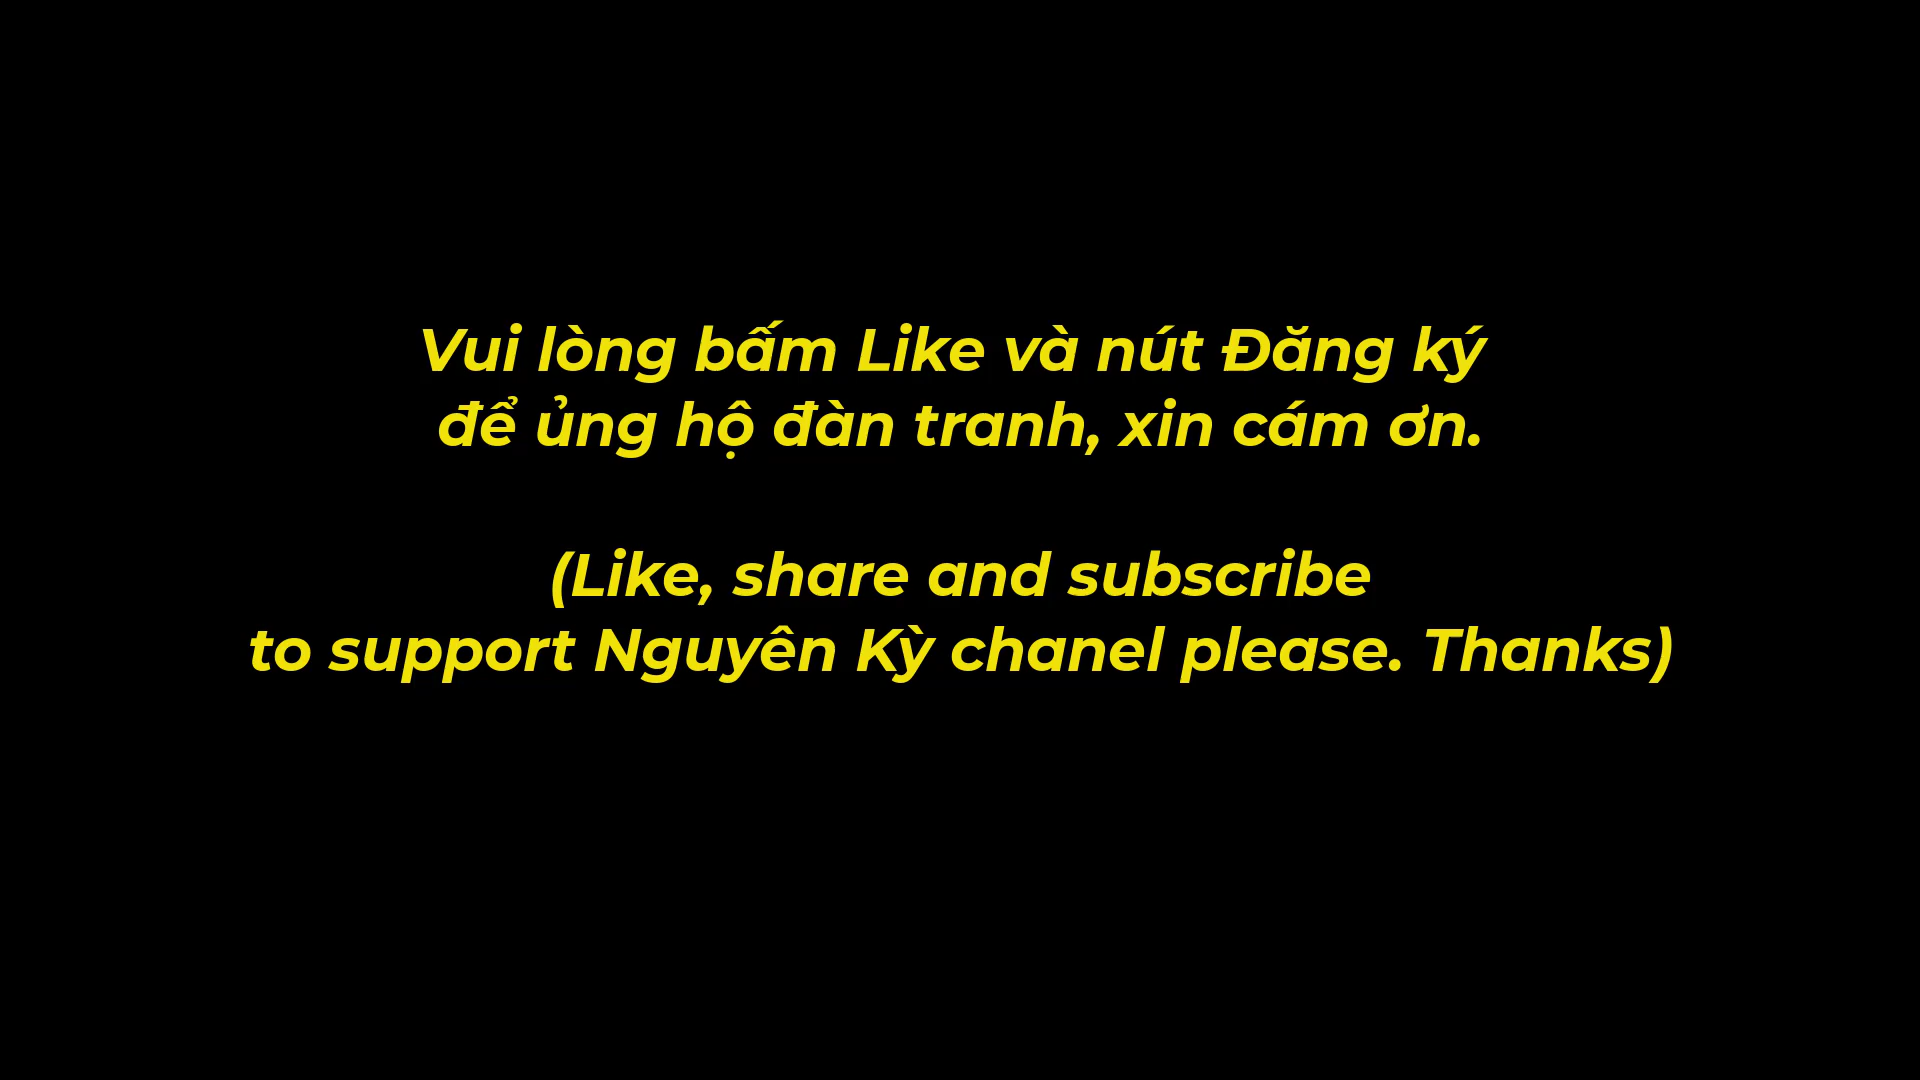 Vui lòng bấm Like và nút Đăng ký
để ủng hộ đàn tranh, xin cám ơn.
(Like, share and subscribe
to support Nguyên Kỳ chanel please. Thanks)